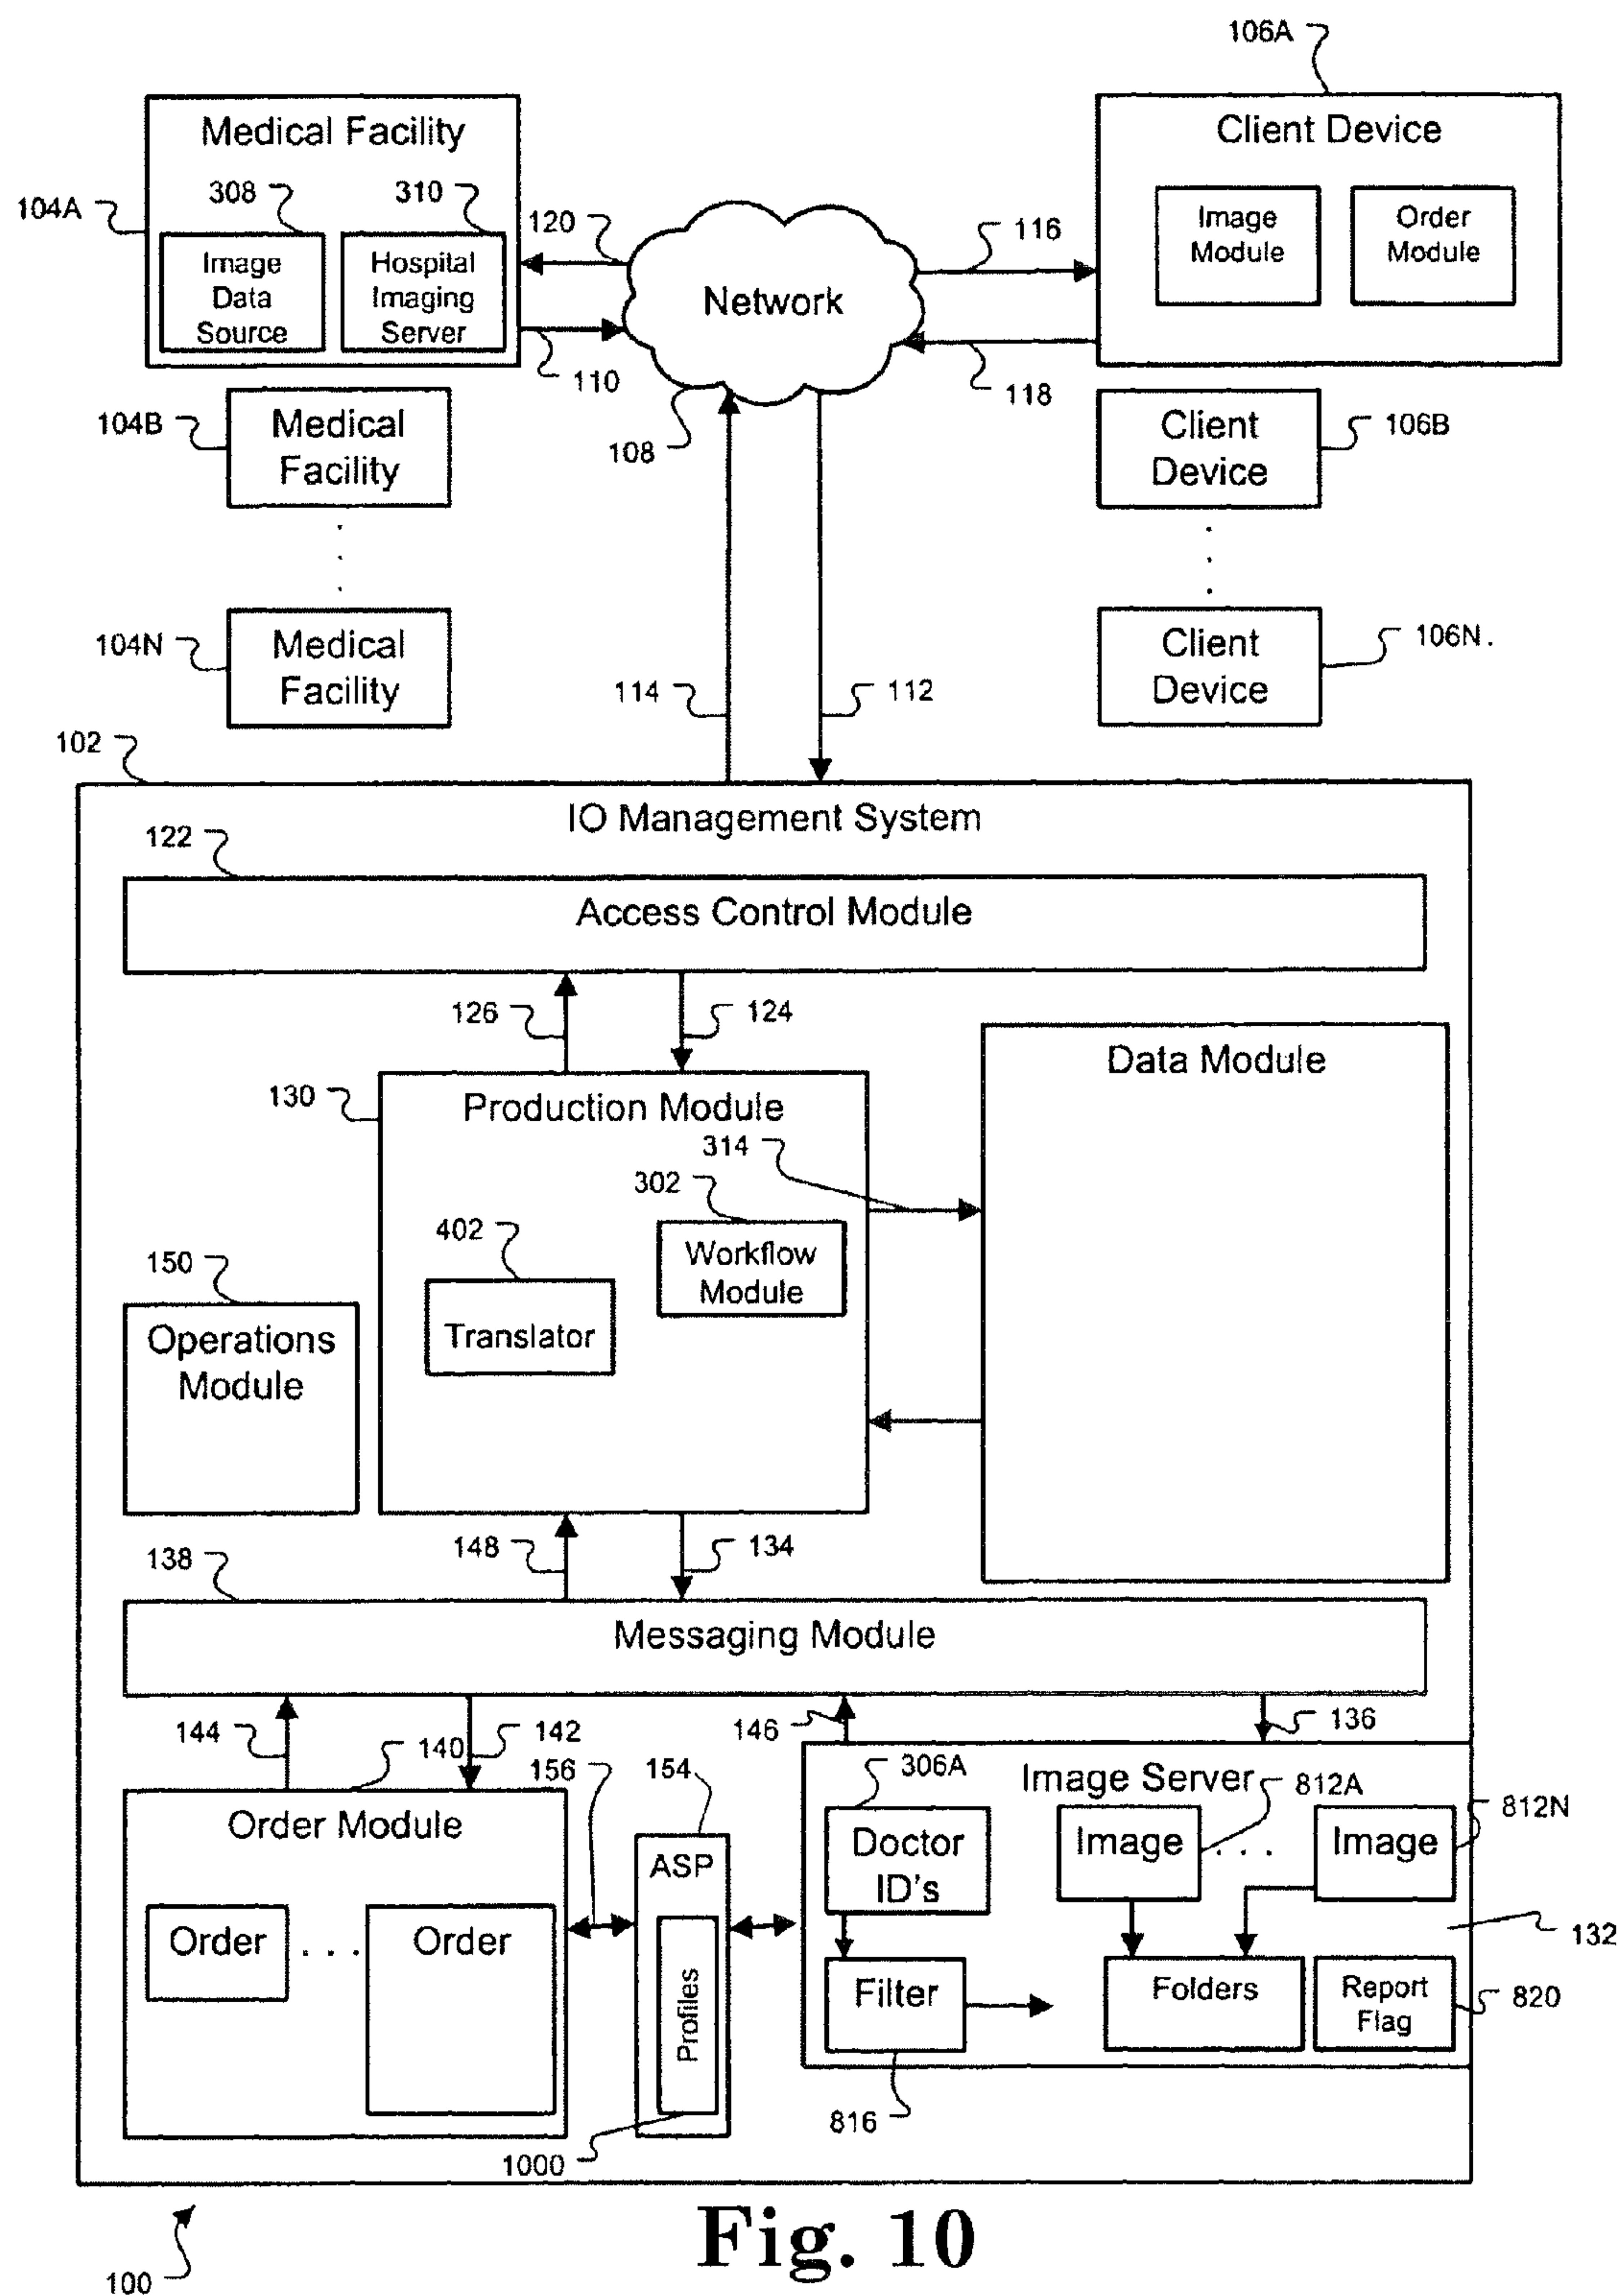 106A
Medical Facility
308
310
104A
Image
Data
Source
Hospital
Imaging
Server
120
110
Network
108
116
118
Client Device
Image
Module
Order
Module
104B
Medical
Facility
.
.
.
104N
Medical
Facility
Client
Device
106B
.
.
.
Client
Device
106N.
114
112
102
IO Management System
122
Access Control Module
126
124
130
Production Module
314
302
Workflow
Module
402
Translator
Data Module
150
Operations
Module
148
134
138
Messaging Module
144
142
140
146
136
156
154
Order Module
Order
. . .
Order
ASP
Profiles
1000
306A
Image Server
812A
812N
Doctor
ID's
Image
. . .
Image
132
Filter
Folders
Report
Flag
820
816
100
Fig. 10